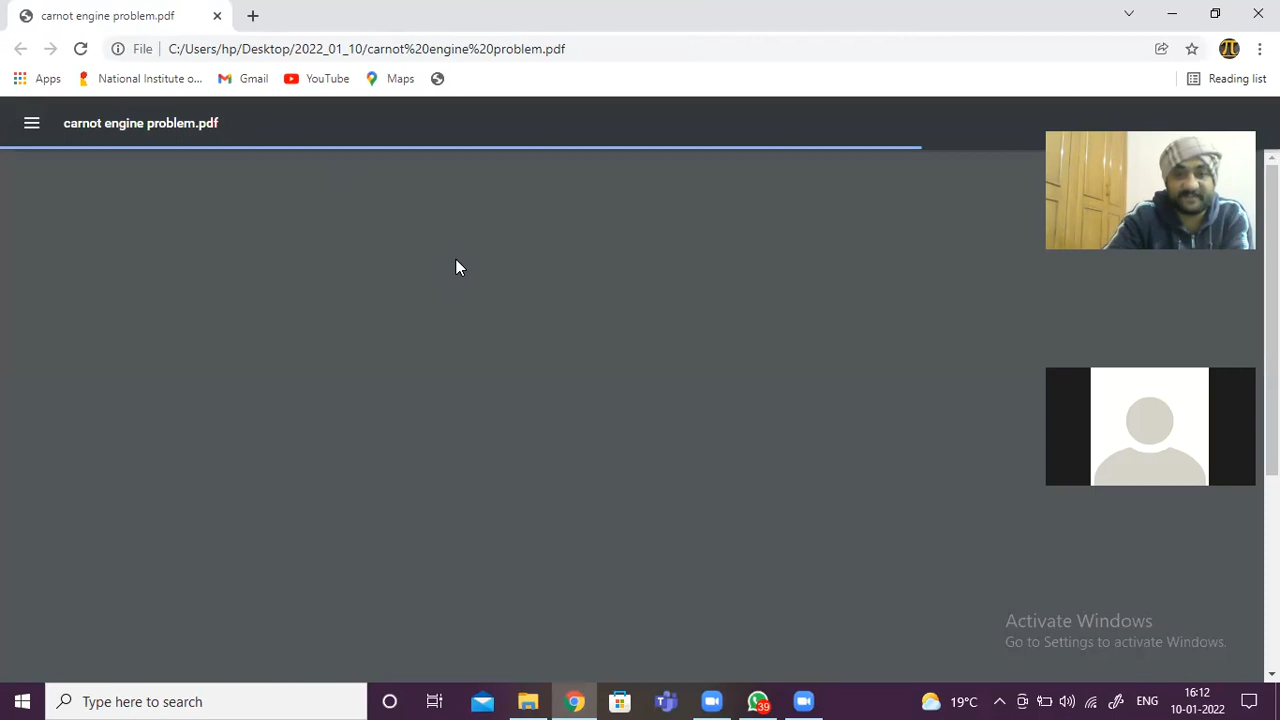 carnot engine problem.pdf
File C:/Users/hp/Desktop/2022_01_10/carnot%20engine%20problem.pdf
Apps National Institute o... Gmail YouTube Maps Reading list
carnot engine problem.pdf
Activate Windows
Go to Settings to activate Windows.
Type here to search 39 19°C ENG 16:12
10-01-2022